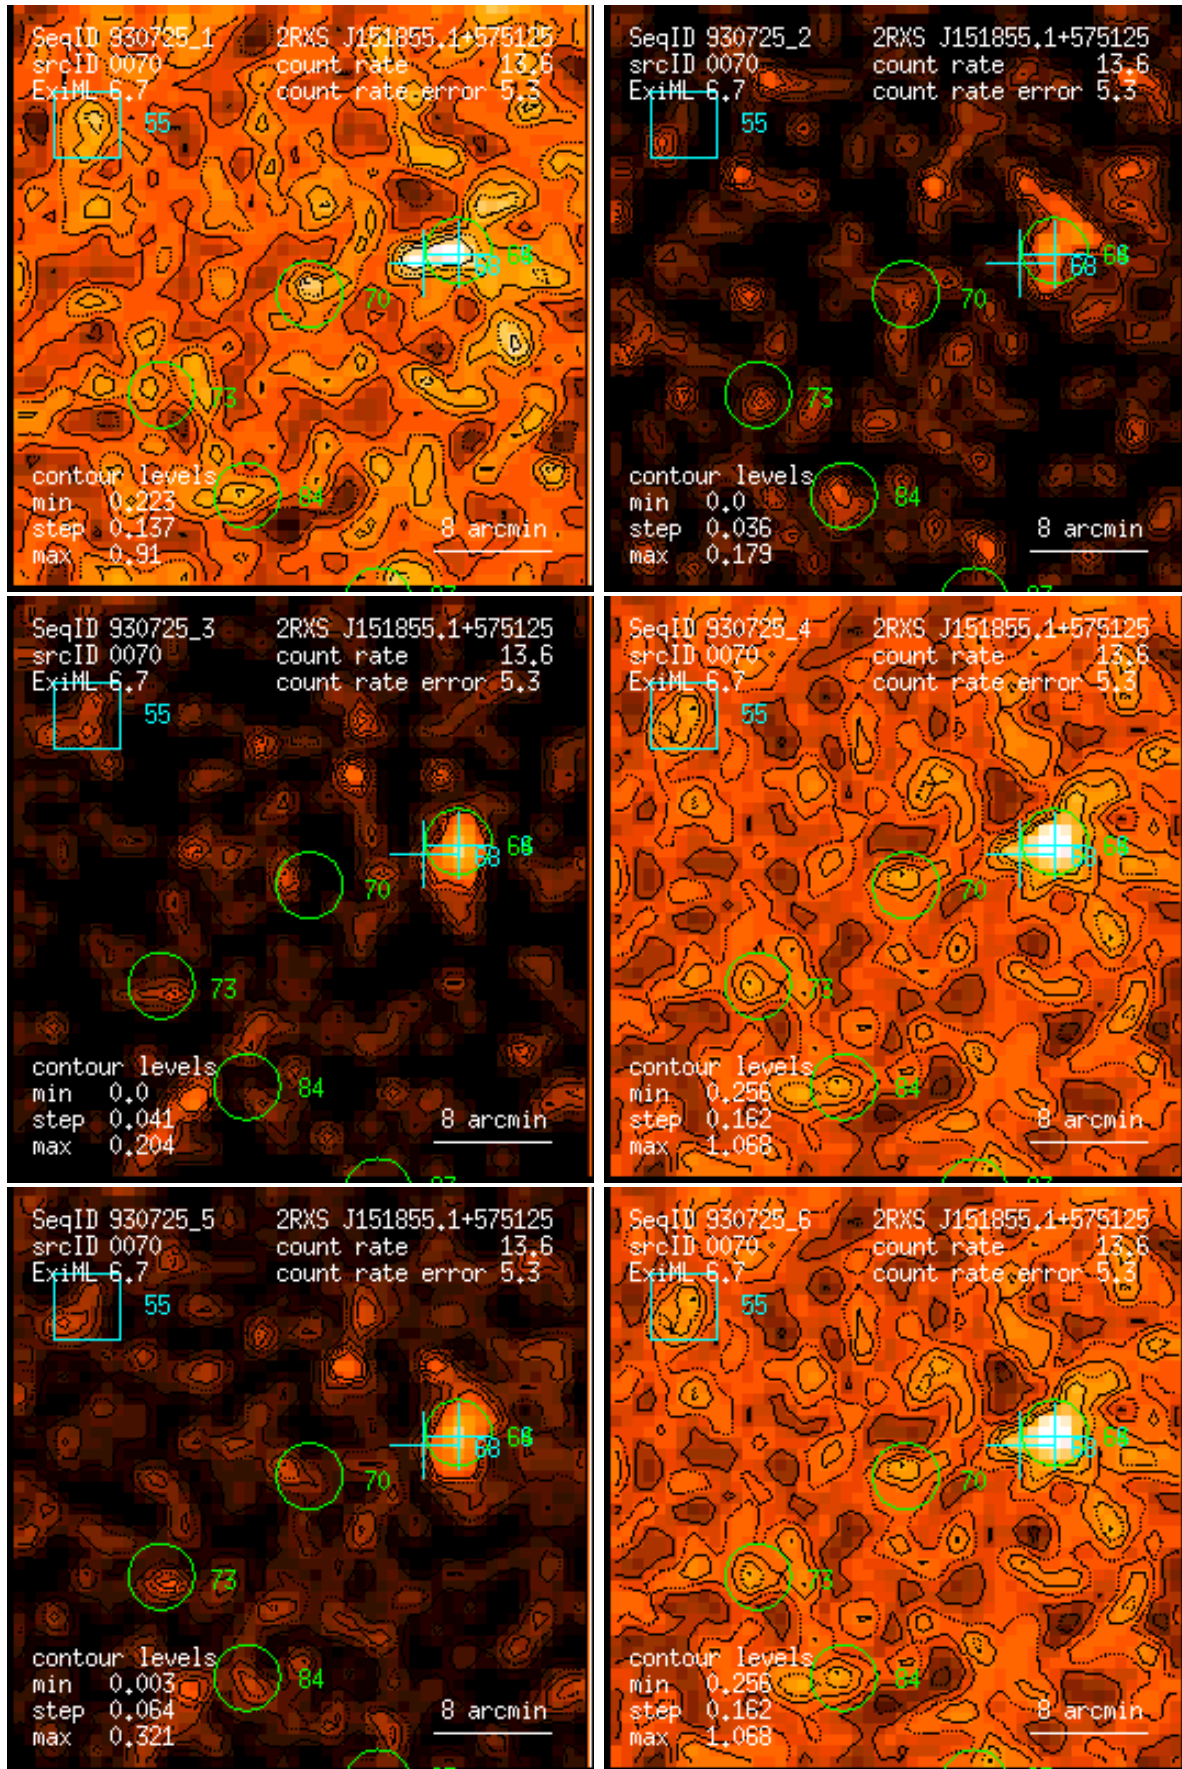 SeqID 930725_1 2RXS J151855.1+575125
srcID 0070 count rate 13.6
ExiML 6.7 count rate error 5.3
55
68
70
73
84
contour levels
min 0.223
step 0.137
max 0.91
8 arcmin
SeqID 930725_2 2RXS J151855.1+575125
srcID 0070 count rate 13.6
ExiML 6.7 count rate error 5.3
55
68
70
73
84
contour levels
min 0.0
step 0.036
max 0.179
8 arcmin
SeqID 930725_3 2RXS J151855.1+575125
srcID 0070 count rate 13.6
ExiML 6.7 count rate error 5.3
55
68
70
73
84
contour levels
min 0.0
step 0.041
max 0.204
8 arcmin
SeqID 930725_4 2RXS J151855.1+575125
srcID 0070 count rate 13.6
ExiML 6.7 count rate error 5.3
55
68
70
73
84
contour levels
min 0.256
step 0.162
max 1.068
8 arcmin
SeqID 930725_5 2RXS J151855.1+575125
srcID 0070 count rate 13.6
ExiML 6.7 count rate error 5.3
55
68
70
73
84
contour levels
min 0.003
step 0.064
max 0.321
8 arcmin
SeqID 930725_6 2RXS J151855.1+575125
srcID 0070 count rate 13.6
ExiML 6.7 count rate error 5.3
55
68
70
73
84
contour levels
min 0.256
step 0.162
max 1.068
8 arcmin